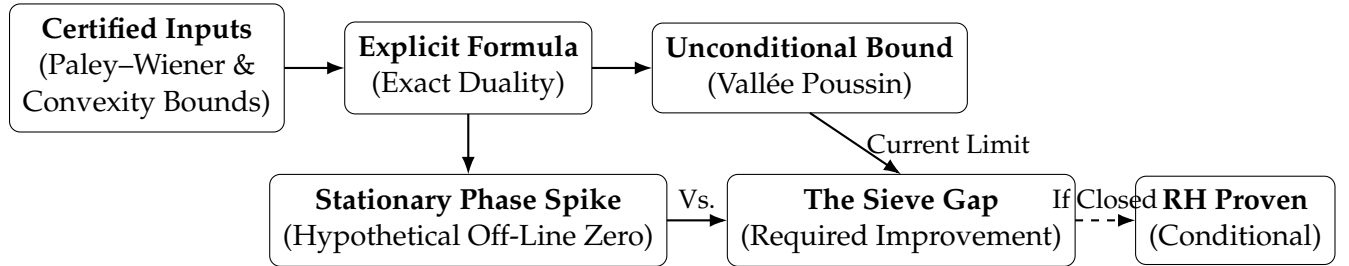 Certified Inputs
(Paley–Wiener &
Convexity Bounds)
Explicit Formula
(Exact Duality)
Unconditional Bound
(Vallée Poussin)
Current Limit
Stationary Phase Spike
(Hypothetical Off-Line Zero)
Vs.
The Sieve Gap
(Required Improvement)
If Closed
RH Proven
(Conditional)